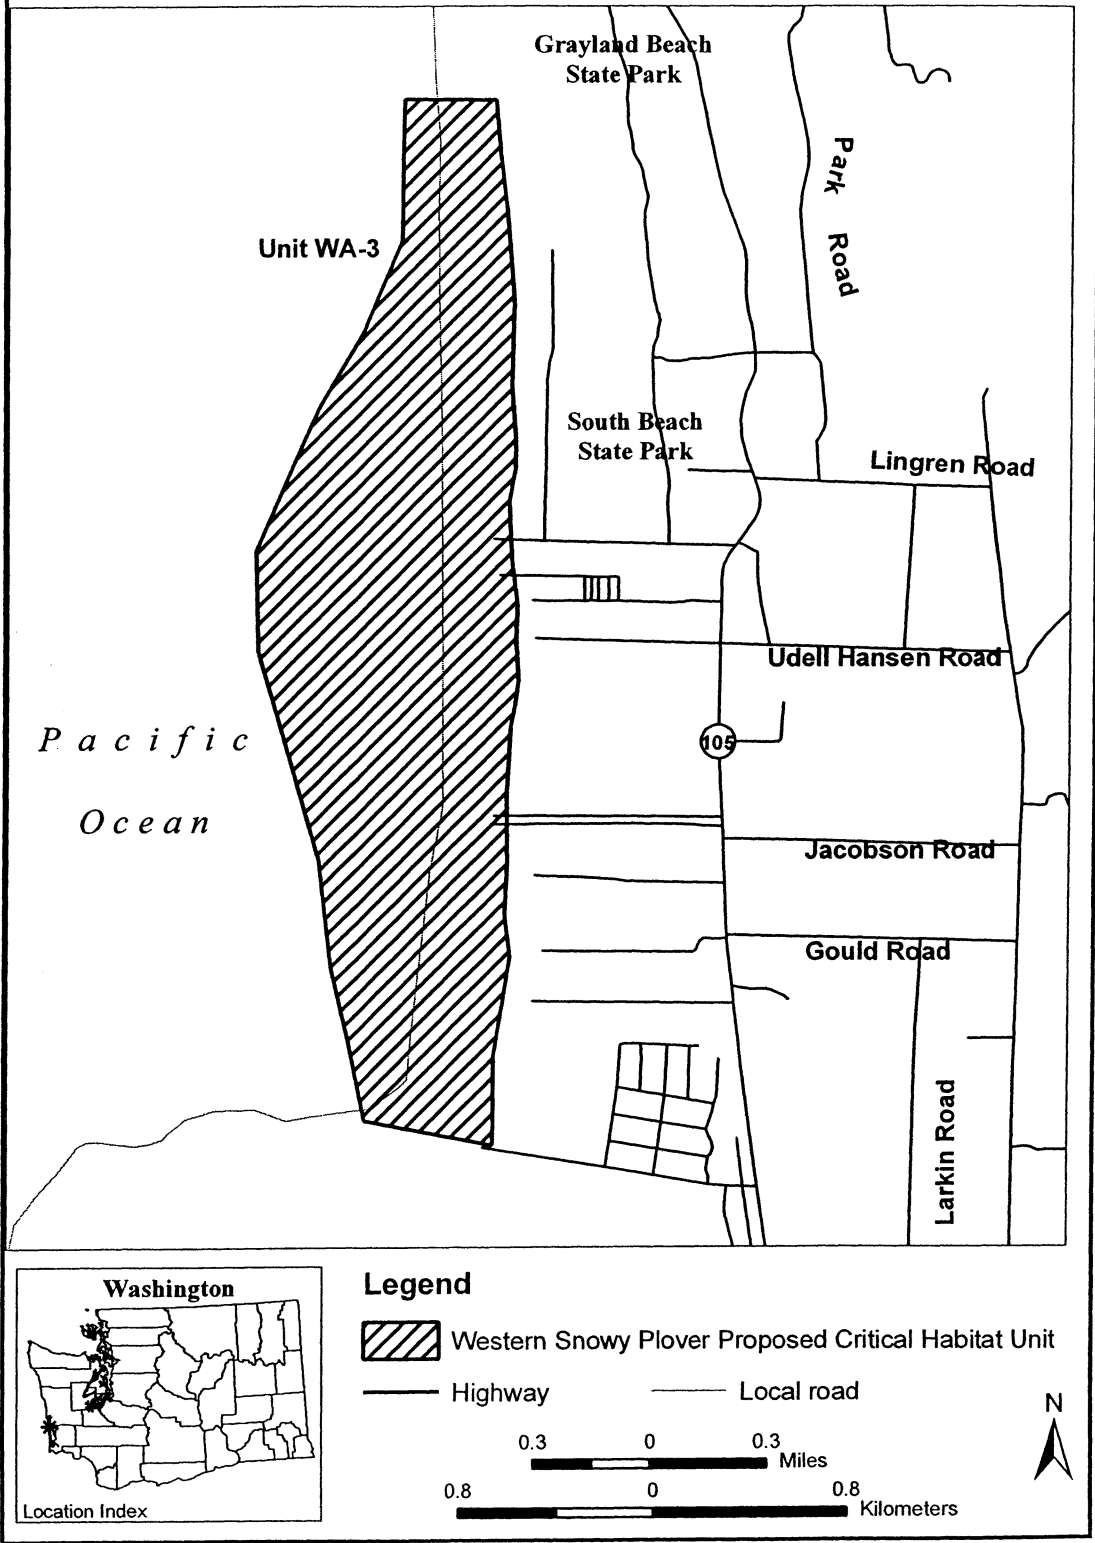 Grayland Beach
State Park
Park Road
Unit WA-3
South Beach
State Park
Lingren Road
Udell Hansen Road
Pacific
105
Ocean
Jacobson Road
Gould Road
Larkin Road
Washington
Location Index
Legend
Western Snowy Plover Proposed Critical Habitat Unit
Highway
Local road
N
0.3 0 0.3
Miles
0.8 0 0.8
Kilometers